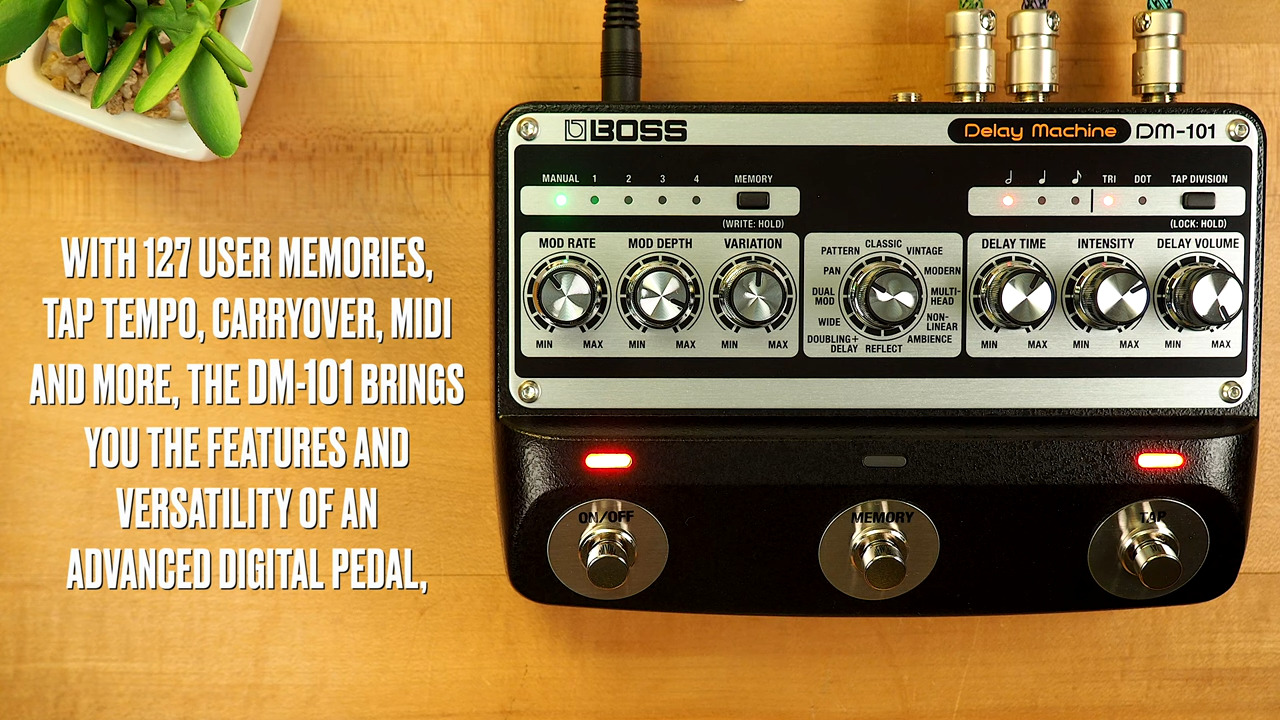 WITH 127 USER MEMORIES,
TAP TEMPO, CARRYOVER, MIDI
AND MORE, THE DM-101 BRINGS
YOU THE FEATURES AND
VERSATILITY OF AN
ADVANCED DIGITAL PEDAL,
BOSS
Delay Machine DM-101
MANUAL 1 2 3 4 MEMORY
(WRITE: HOLD)
TRI DOT TAP DIVISION
(LOCK: HOLD)
MOD RATE MOD DEPTH VARIATION
MIN MAX MIN MAX MIN MAX
CLASSIC
PATTERN VINTAGE
PAN MODERN
DUAL MOD
MULTI-HEAD
WIDE
NON-LINEAR
DOUBLING+ DELAY
AMBIENCE
REFLECT
DELAY TIME INTENSITY DELAY VOLUME
MIN MAX MIN MAX MIN MAX
ON/OFF
MEMORY
TAP